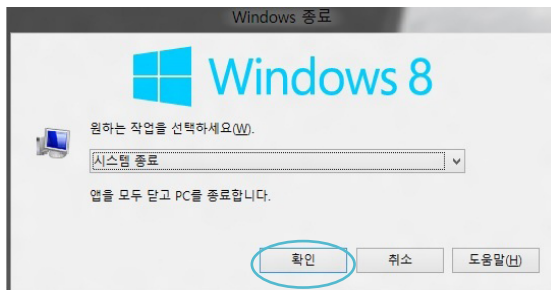 Windows 종료
Windows 8
원하는 작업을 선택하세요(W).
시스템 종료
앱을 모두 닫고 PC를 종료합니다.
확인 취소 도움말(H)